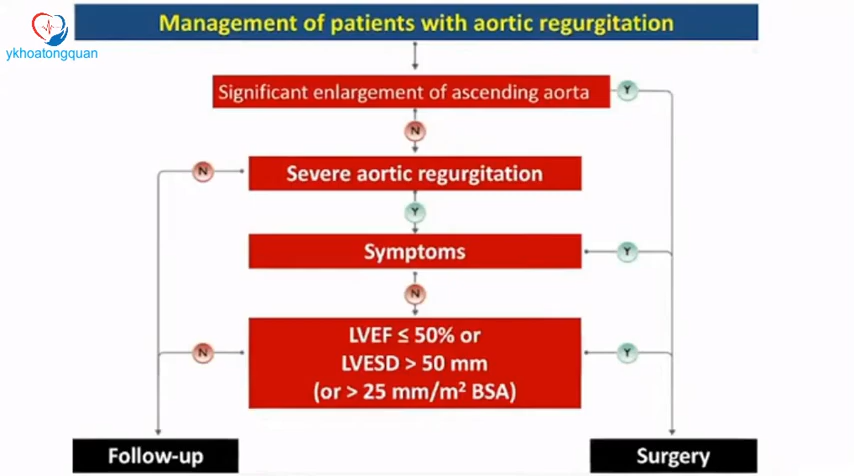 Management of patients with aortic regurgitation
ykhoatongquan
Significant enlargement of ascending aorta
Y
N
N
Severe aortic regurgitation
Y
Symptoms
Y
N
LVEF ≤ 50% or
N
LVESD > 50 mm
Y
(or > 25 mm/m² BSA)
Follow-up
Surgery